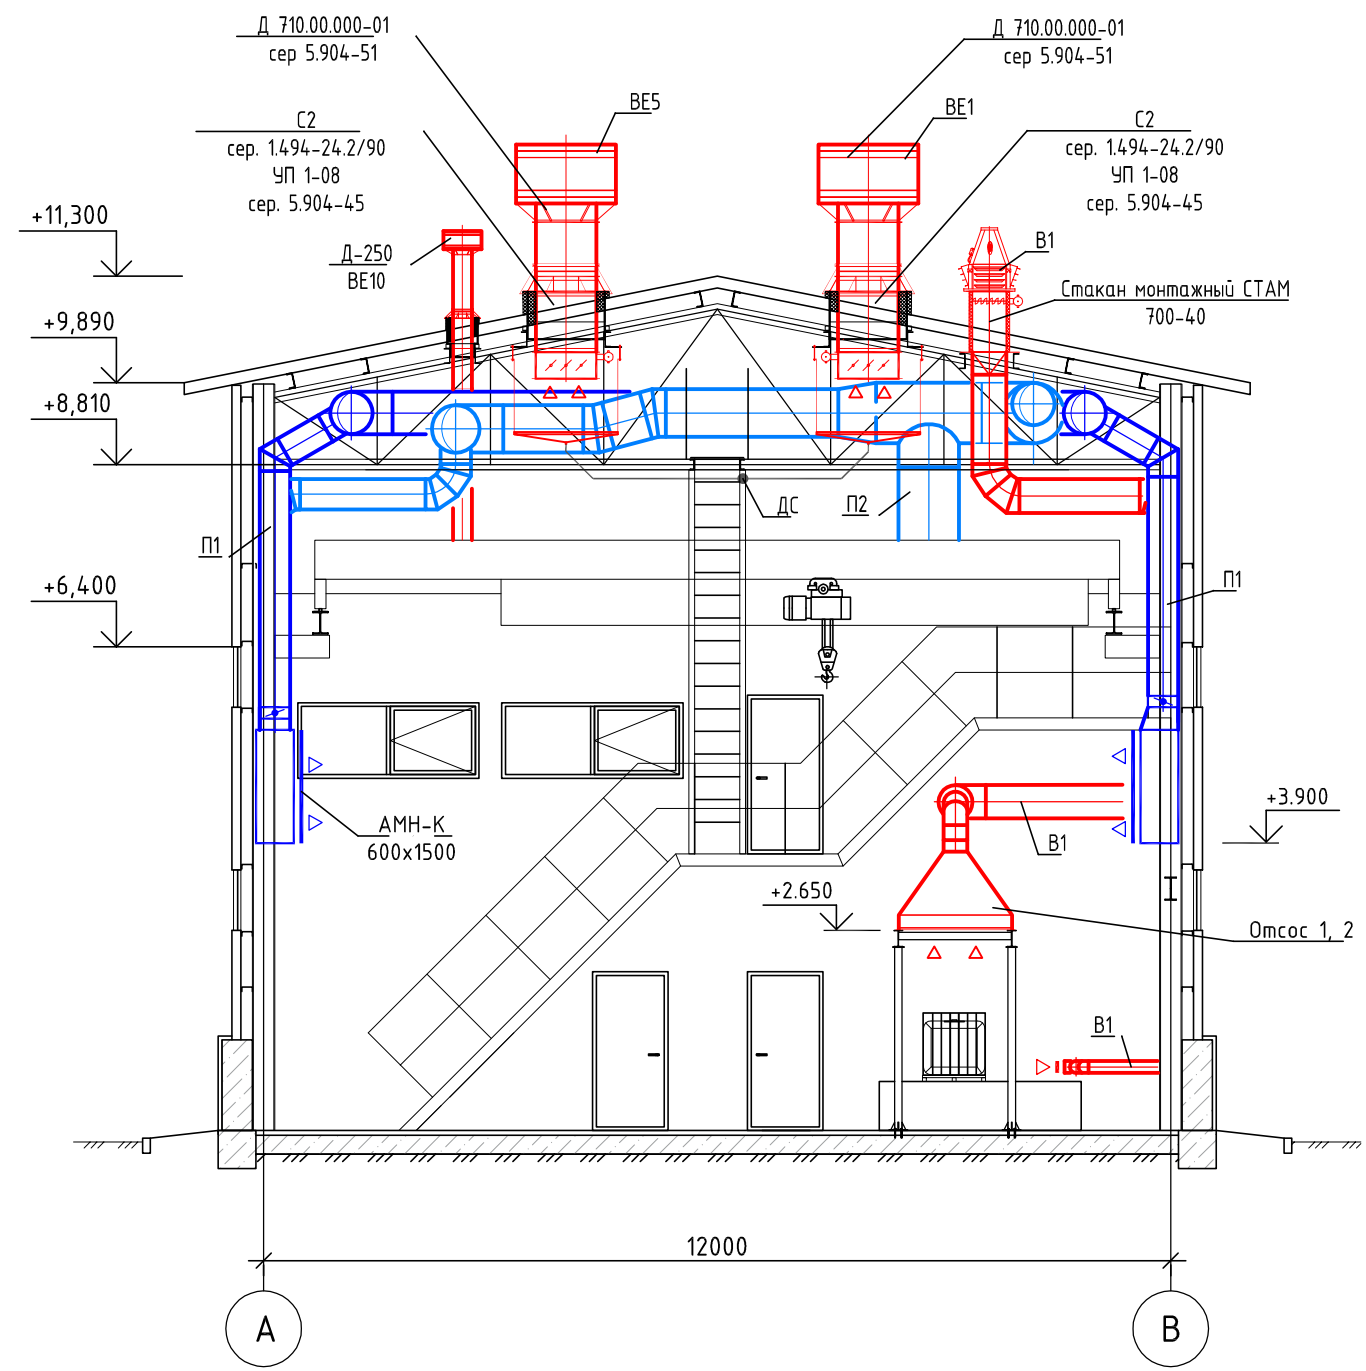 Д 710.00.000-01
сер 5.904-51
Д 710.00.000-01
сер 5.904-51
ВЕ5
ВЕ1
С2
сер. 1.494-24.2/90
УП 1-08
сер. 5.904-45
С2
сер. 1.494-24.2/90
УП 1-08
сер. 5.904-45
+11,300
Д-250
ВЕ10
В1
Стакан монтажный СТАМ
700-40
+9,890
+8,810
ДС
П2
П1
П1
+6,400
АМН-К
600х1500
+3.900
В1
+2.650
Отсос 1, 2
В1
12000
А
В